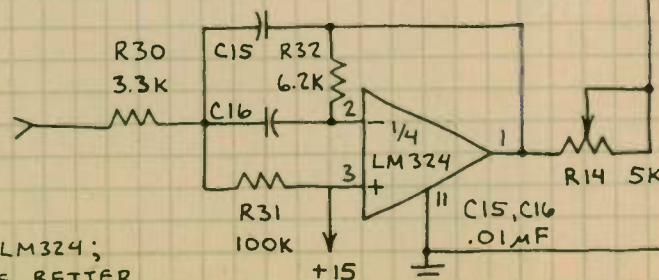 R30
3.3K
C15
R32
6.2K
C16
2
-
1/4
LM324
3
+
1
11
R31
100K
+15
R14
5K
C15, C16
.01µF
LM324;
BETTER